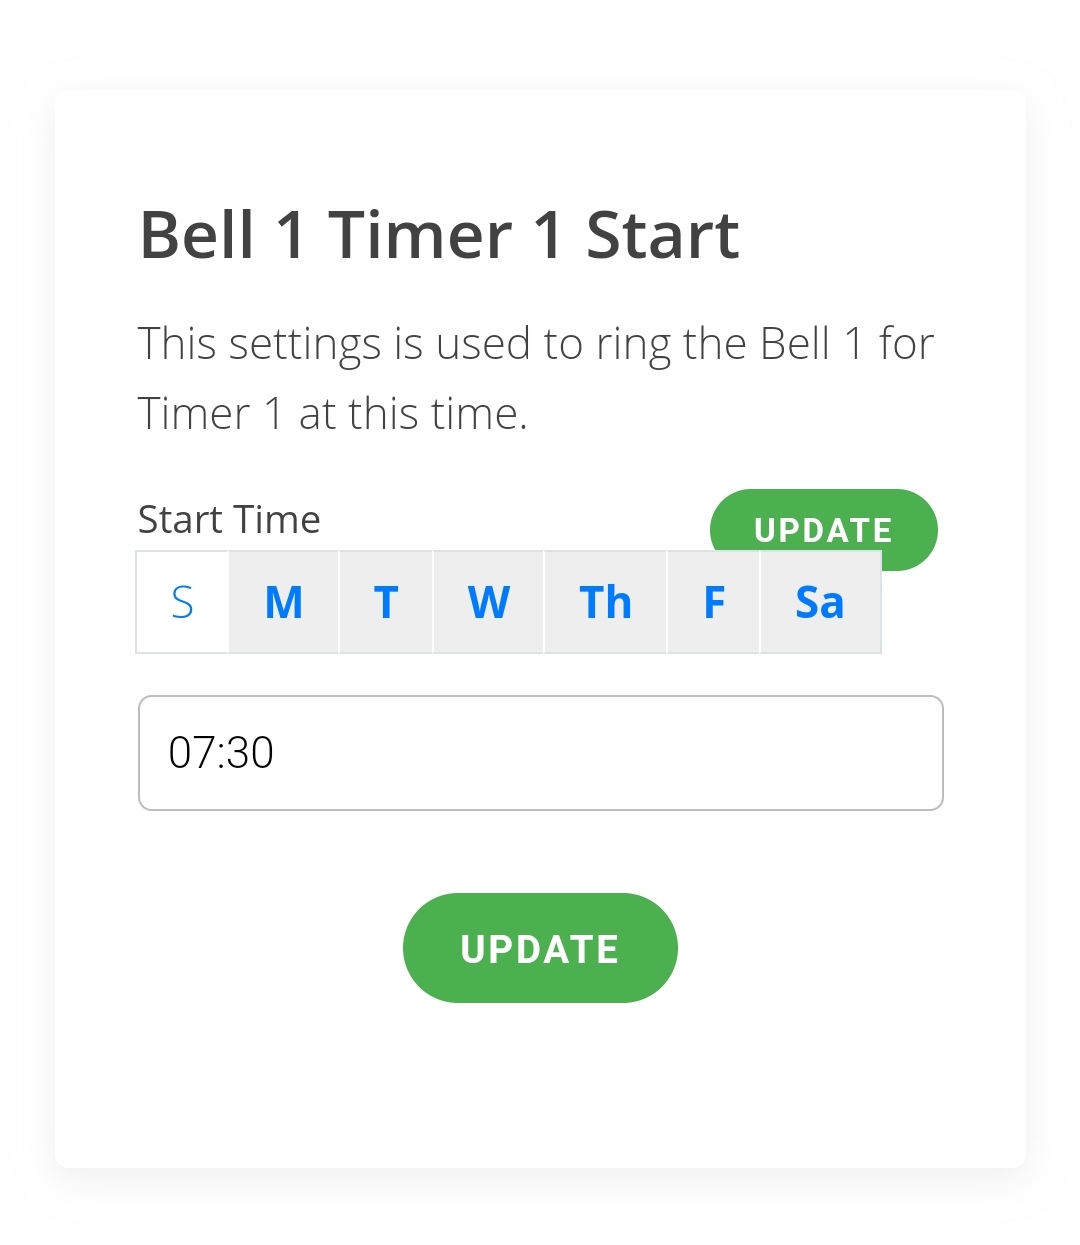 Bell 1 Timer 1 Start
This settings is used to ring the Bell 1 for
Timer 1 at this time.
Start Time
UPDATE
S M T W Th F Sa
07:30
UPDATE